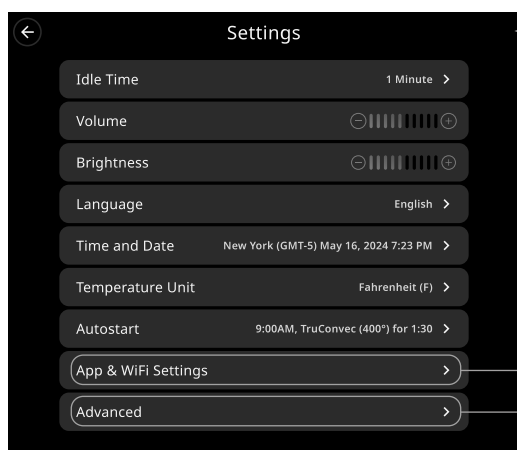 Settings
Idle Time 1 Minute
Volume
Brightness
Language English
Time and Date New York (GMT-5) May 16, 2024 7:23 PM
Temperature Unit Fahrenheit (F)
Autostart 9:00AM, TruConvec (400°) for 1:30
App & WiFi Settings
Advanced